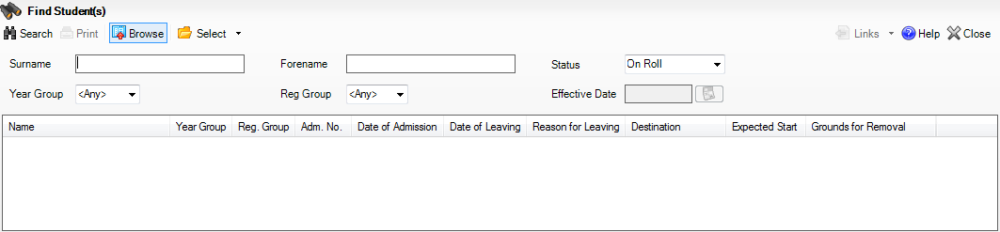 Find Student(s)
Search Print Browse Select Links Help Close
Surname Forename Status On Roll
Year Group <Any> Reg Group <Any> Effective Date
Name Year Group Reg. Group Adm. No. Date of Admission Date of Leaving Reason for Leaving Destination Expected Start Grounds for Removal